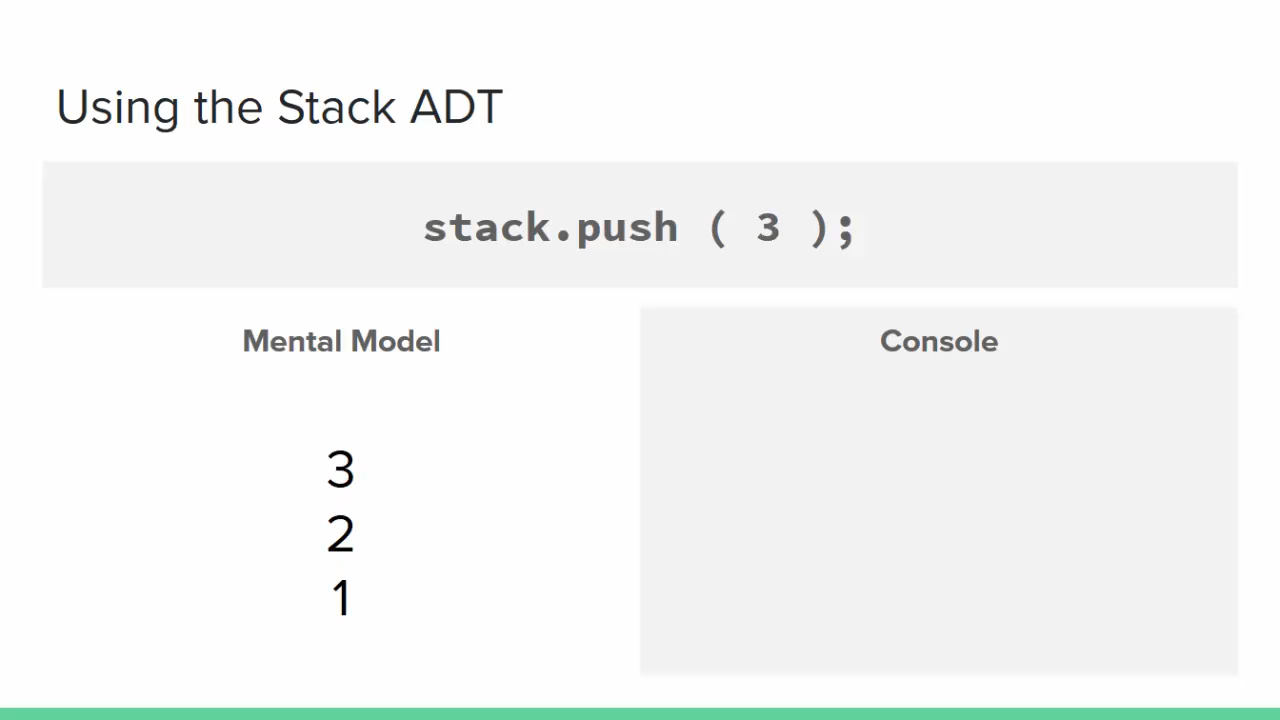 Using the Stack ADT
stack.push ( 3 );
Mental Model
3
2
1
Console